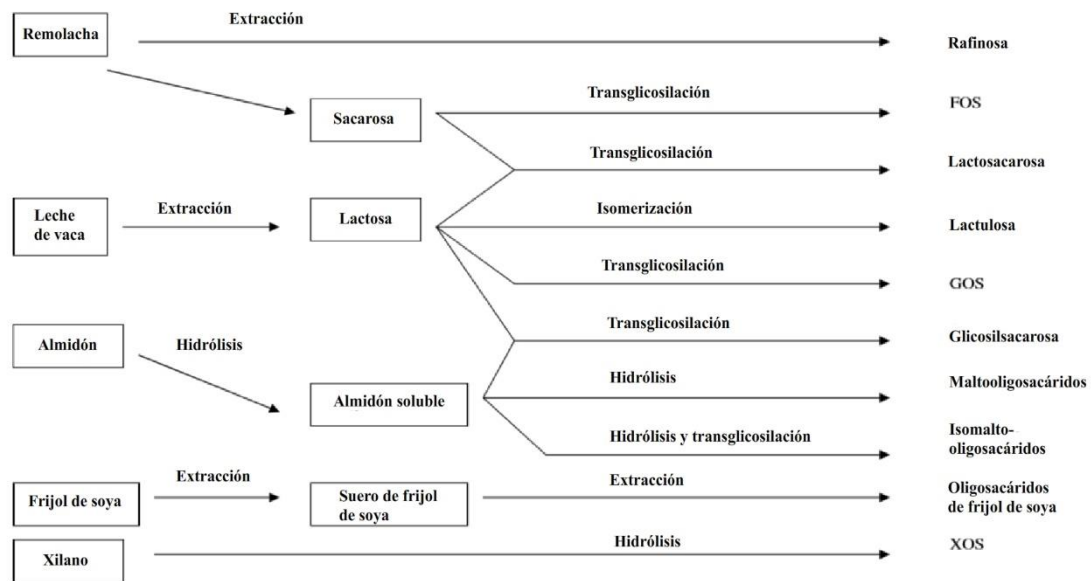 Extracción
Remolacha
Rafinosa
Transglicosilación
FOS
Sacarosa
Transglicosilación
Lactosacarosa
Leche
de vaca
Extracción
Lactosa
Isomerización
Lactulosa
Transglicosilación
GOS
Almidón
Hidrólisis
Transglicosilación
Glicosilsacarosa
Almidón soluble
Hidrólisis
Maltooligosacáridos
Hidrólisis y transglicosilación
Isomalto-
oligosacáridos
Frijol de soya
Extracción
Suero de frijol
de soya
Extracción
Oligosacáridos
de frijol de soya
Xilano
Hidrólisis
XOS